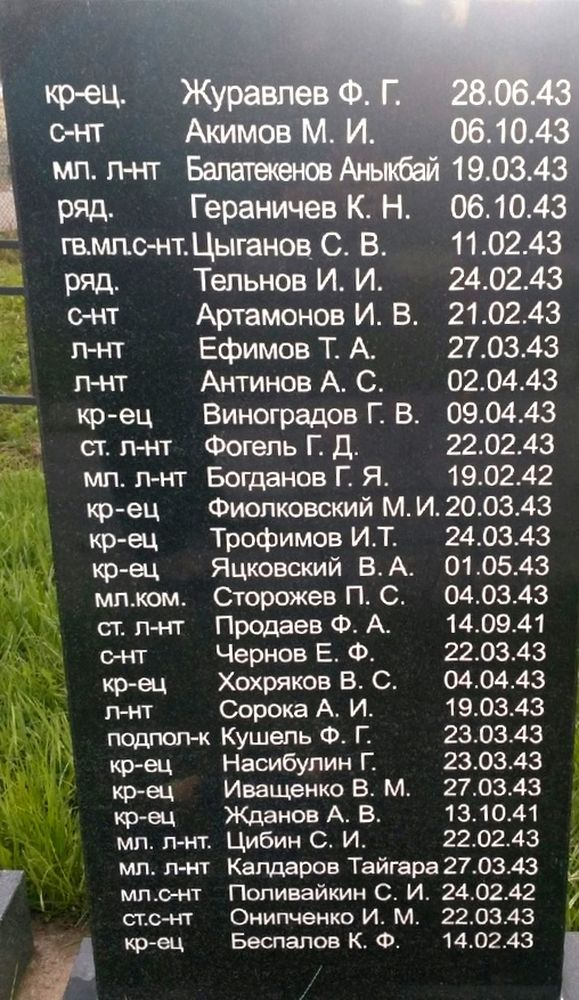 кр-ец. Журавлев Ф. Г. 28.06.43
с-нт Акимов М. И. 06.10.43
мл. л-нт Балатекенов Аныкбай 19.03.43
ряд. Гераничев К. Н. 06.10.43
гв.мл.с-нт. Цыганов С. В. 11.02.43
ряд. Тельнов И. И. 24.02.43
с-нт Артамонов И. В. 21.02.43
л-нт Ефимов Т. А. 27.03.43
л-нт Антинов А. С. 02.04.43
кр-ец Виноградов Г. В. 09.04.43
ст. л-нт Фогель Г. Д. 22.02.43
мл. л-нт Богданов Г. Я. 19.02.42
кр-ец Фиолковский М.И. 20.03.43
кр-ец Трофимов И.Т. 24.03.43
кр-ец Яцковский В. А. 01.05.43
мл.ком. Сторожев П. С. 04.03.43
ст. л-нт Продаев Ф. А. 14.09.41
с-нт Чернов Е. Ф. 22.03.43
кр-ец Хохряков В. С. 04.04.43
л-нт Сорока А. И. 19.03.43
подпол-к Кушель Ф. Г. 23.03.43
кр-ец Насибулин Г. 23.03.43
кр-ец Иващенко В. М. 27.03.43
кр-ец Жданов А. В. 13.10.41
мл. л-нт. Цибин С. И. 22.02.43
мл. л-нт Калдаров Тайгара 27.03.43
мл.с-нт Поливайкин С. И. 24.02.42
ст.с-нт Онипченко И. М. 22.03.43
кр-ец Беспалов К. Ф. 14.02.43